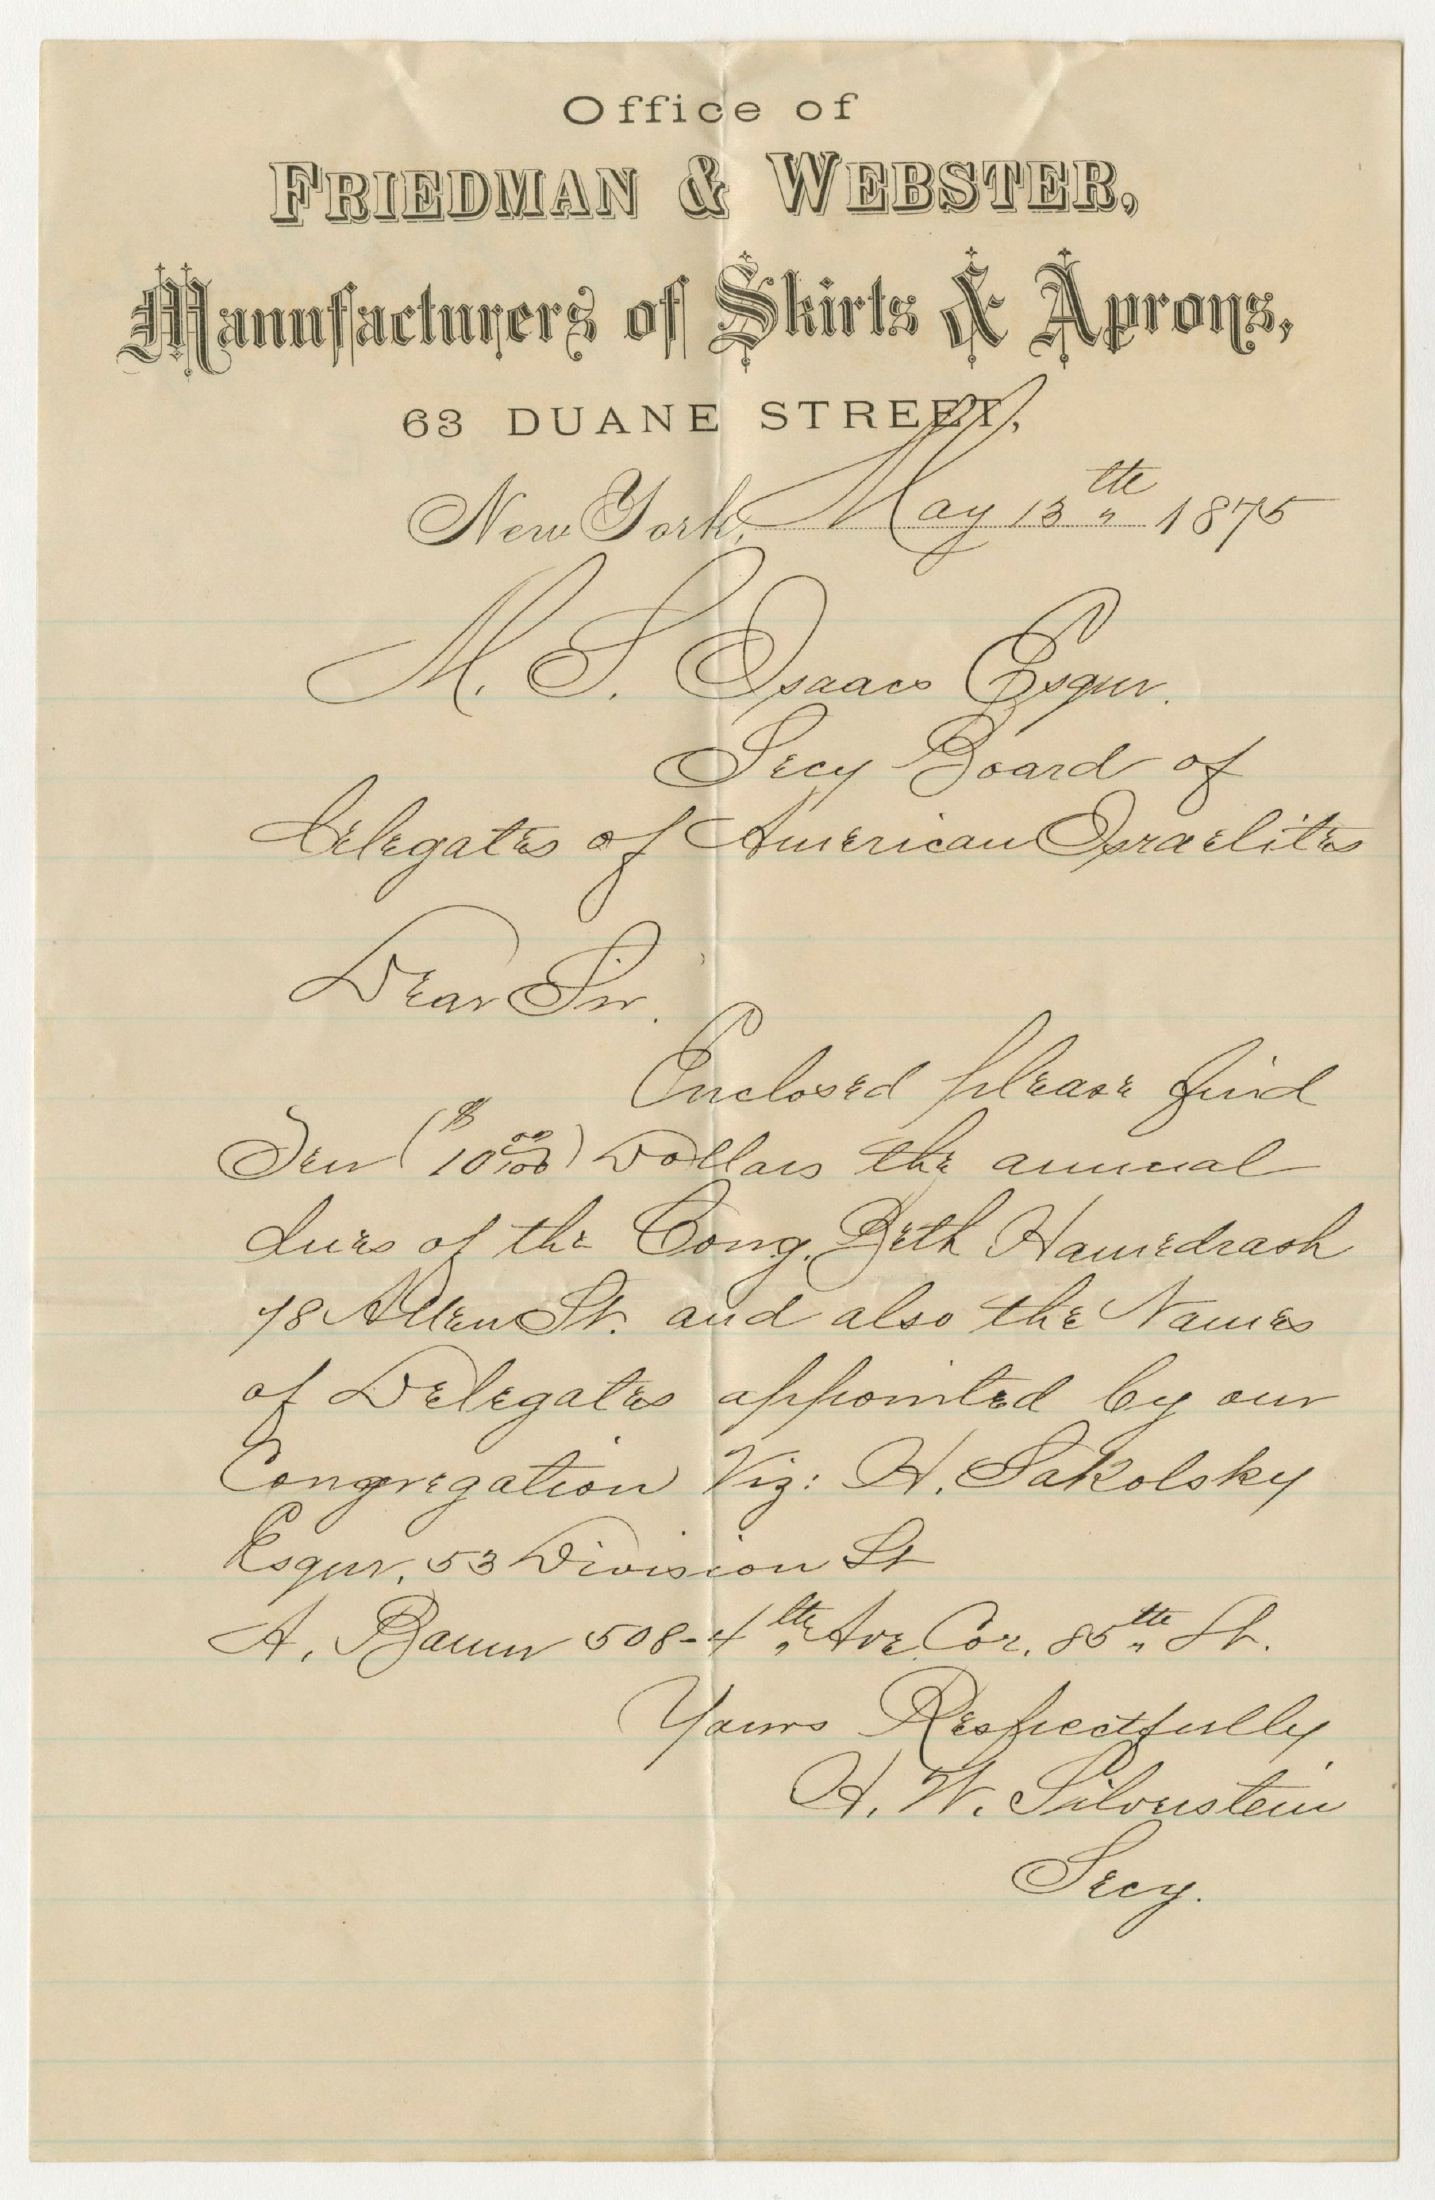 Office of
FRIEDMAN & WEBSTER,
Manufacturers of Skirts & Aprons,
63 DUANE STREET,
New York, May 13th 1875
M. S. Isaacs Esqur.
Secy Board of
Delegates of American Israelites
Dear Sir.
Enclosed please find
Ten ($10 00/100) Dollars the annual
dues of the Cong. Beth Hamedrash
78 Allen St. and also the Names
of Delegates appointed by our
Congregation Viz: H. Sakolsky
Esqur, 53 Division St
A. Baum 508-4th Ave Cor. 85th St.
Yours Respectfully
H. W. Silverstein
Secy.